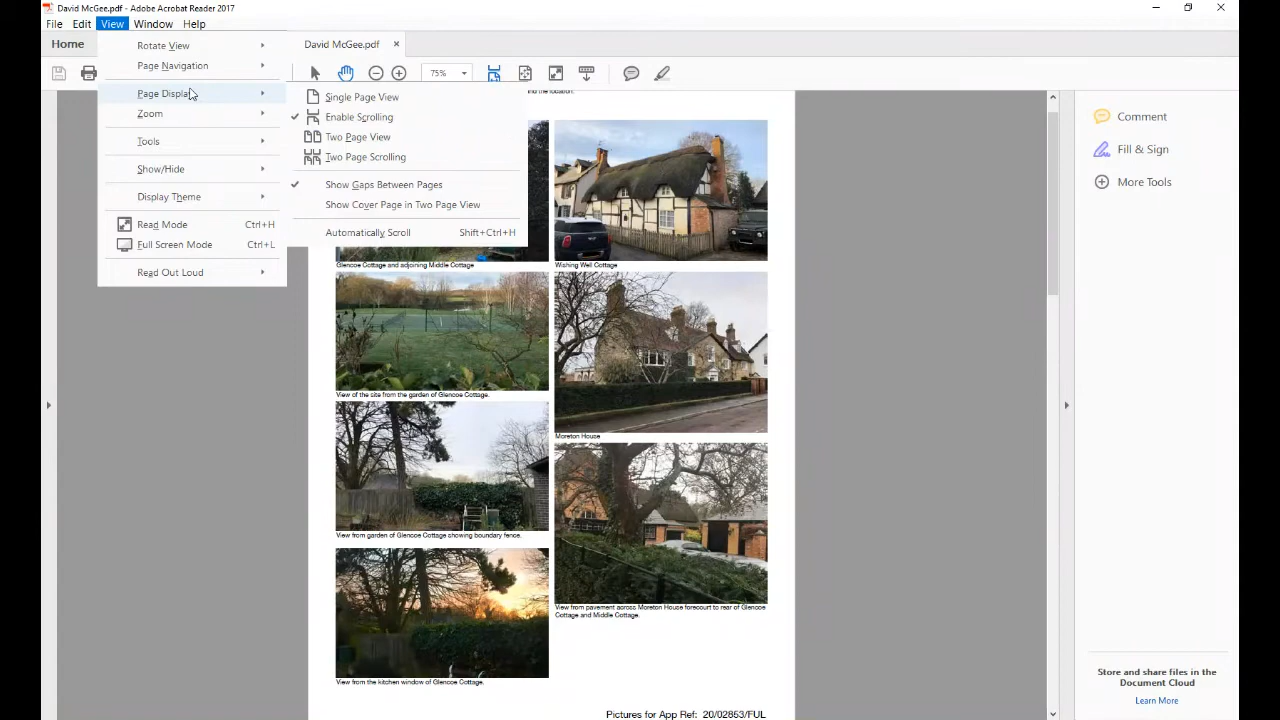 David McGee.pdf - Adobe Acrobat Reader 2017
File Edit View Window Help
Home
David McGee.pdf ×
75%
Rotate View
Page Navigation
Page Display
Zoom
Tools
Show/Hide
Display Theme
Read Mode Ctrl+H
Full Screen Mode Ctrl+L
Read Out Loud
Single Page View
Enable Scrolling
Two Page View
Two Page Scrolling
Show Gaps Between Pages
Show Cover Page in Two Page View
Automatically Scroll Shift+Ctrl+H
the location.
Glencoe Cottage and adjoining Middle Cottage
View of the site from the garden of Glencoe Cottage.
View from garden of Glencoe Cottage showing boundary fence.
View from the kitchen window of Glencoe Cottage.
Wishing Well Cottage
Moreton House
View from pavement across Moreton House forecourt to rear of Glencoe
Cottage and Middle Cottage.
Pictures for App Ref: 20/02853/FUL
Comment
Fill & Sign
More Tools
Store and share files in the
Document Cloud
Learn More